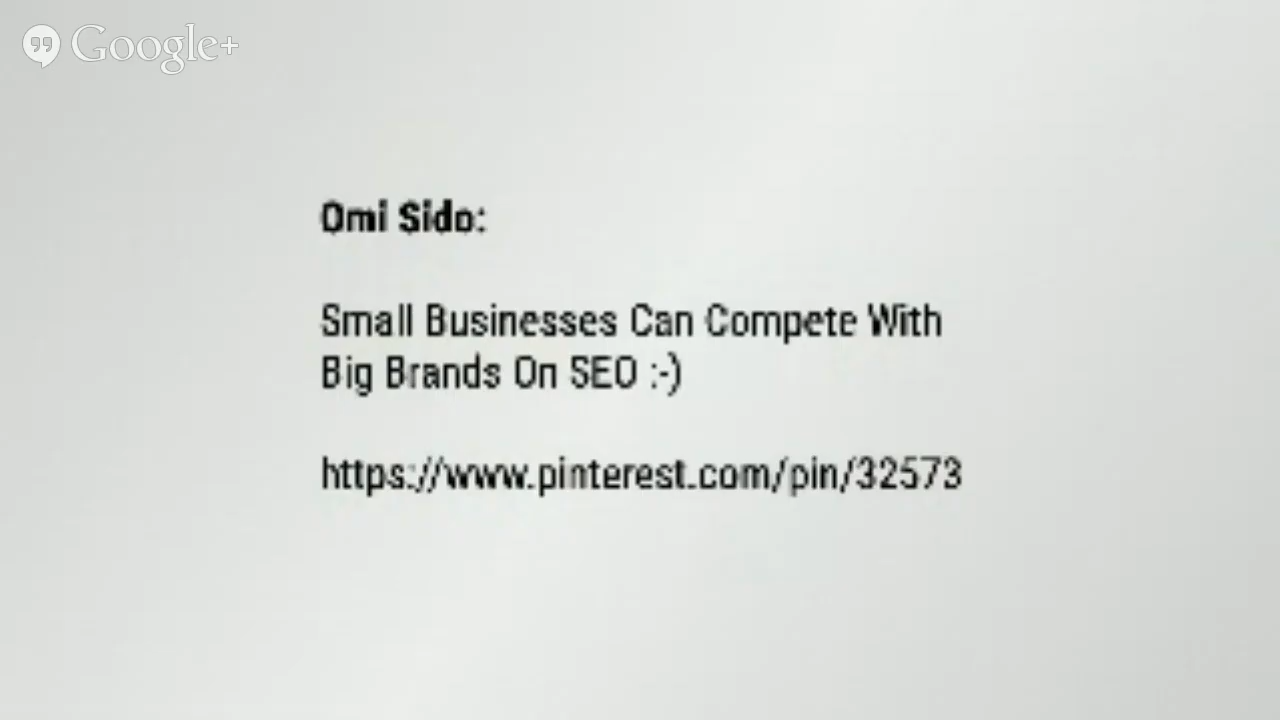 Google+
Omi Sido:
Small Businesses Can Compete With
Big Brands On SEO :-)
https://www.pinterest.com/pin/32573